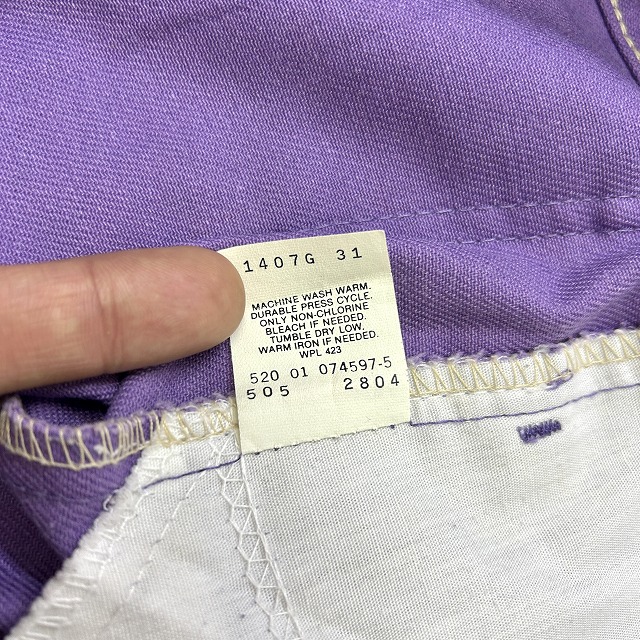 1407G 31
MACHINE WASH WARM.
DURABLE PRESS CYCLE.
ONLY NON-CHLORINE
BLEACH IF NEEDED.
TUMBLE DRY LOW.
WARM IRON IF NEEDED.
WPL 423
520 01 074597-5
505 2804